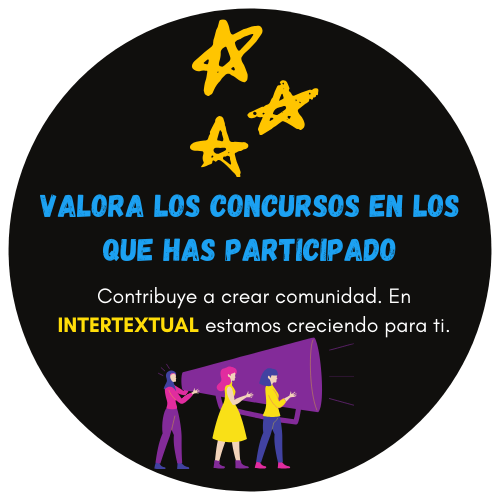 VALORA LOS CONCURSOS EN LOS
QUE HAS PARTICIPADO
Contribuye a crear comunidad. En
INTERTEXTUAL estamos creciendo para ti.